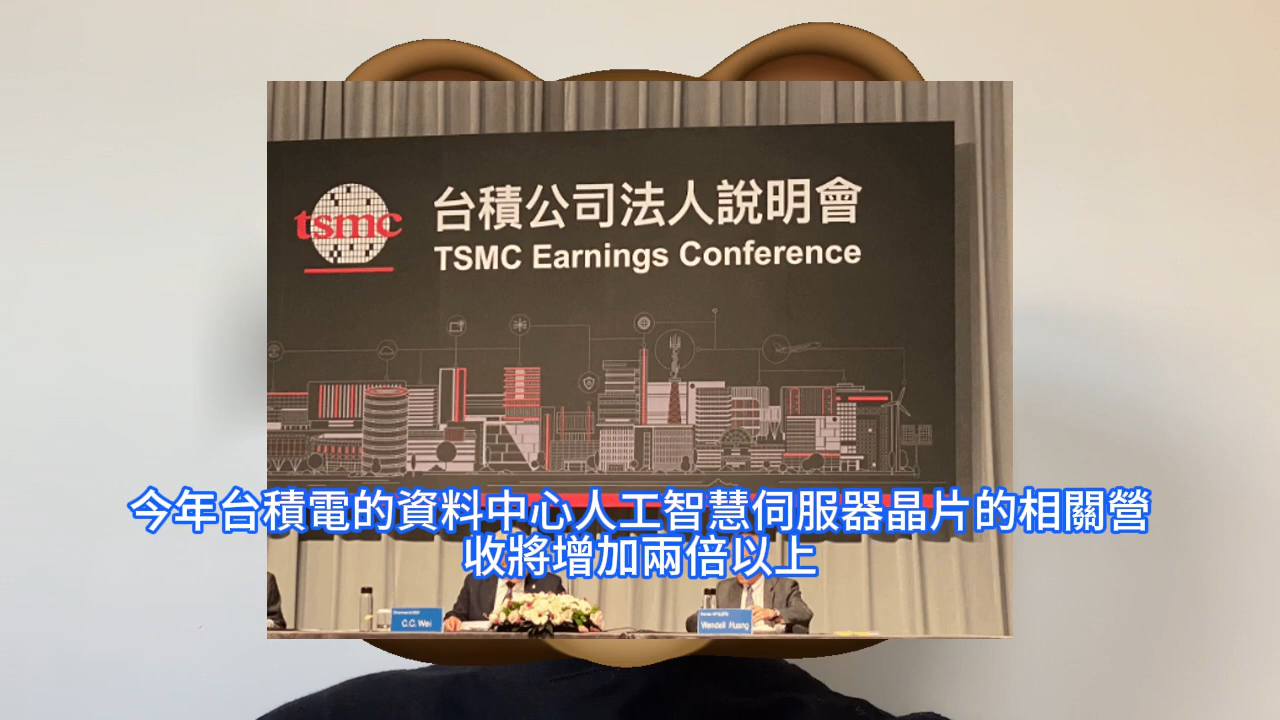 tsmc
台積公司法人說明會
TSMC Earnings Conference
今年台積電的資料中心人工智慧伺服器晶片的相關營
收將增加兩倍以上
C.C. Wei
Wendell Huang